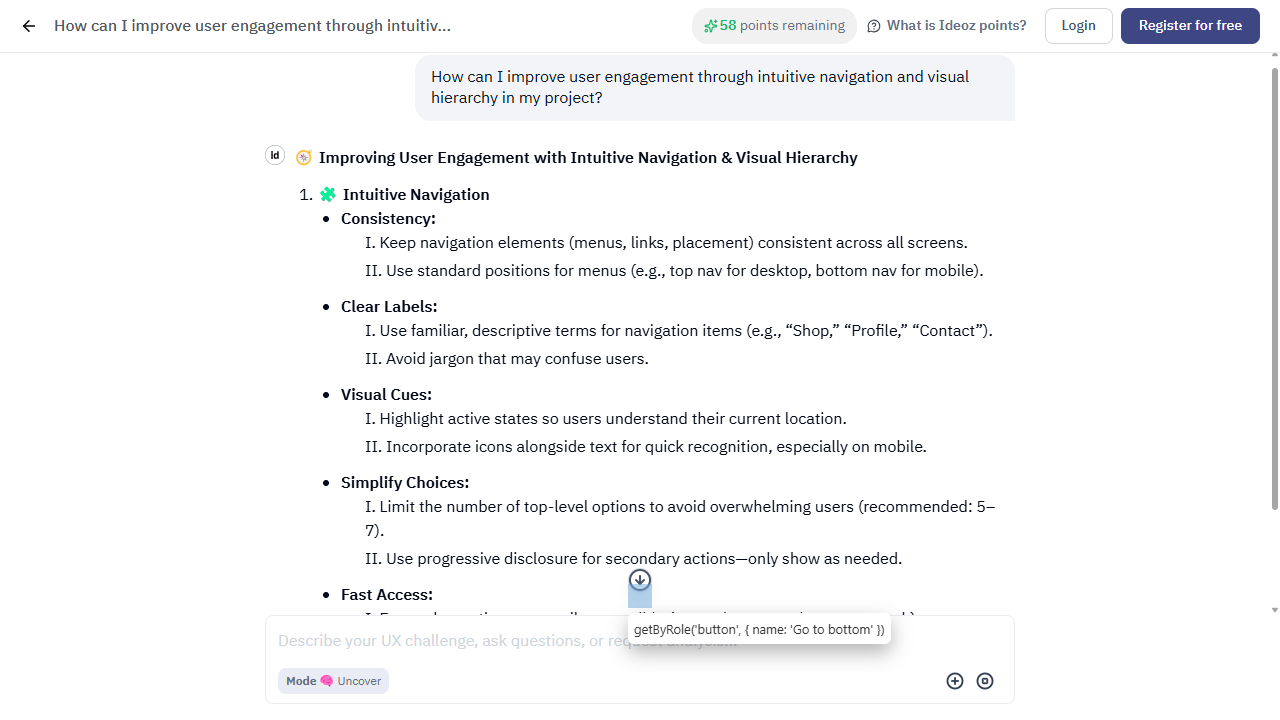 How can I improve user engagement through intuitiv...
58 points remaining
What is Ideoz points?
Login
Register for free
How can I improve user engagement through intuitive navigation and visual
hierarchy in my project?
Id
Improving User Engagement with Intuitive Navigation & Visual Hierarchy
1. Intuitive Navigation
• Consistency:
I. Keep navigation elements (menus, links, placement) consistent across all screens.
II. Use standard positions for menus (e.g., top nav for desktop, bottom nav for mobile).
• Clear Labels:
I. Use familiar, descriptive terms for navigation items (e.g., “Shop,” “Profile,” “Contact”).
II. Avoid jargon that may confuse users.
• Visual Cues:
I. Highlight active states so users understand their current location.
II. Incorporate icons alongside text for quick recognition, especially on mobile.
• Simplify Choices:
I. Limit the number of top-level options to avoid overwhelming users (recommended: 5–
7).
II. Use progressive disclosure for secondary actions—only show as needed.
• Fast Access:
getByRole('button', { name: 'Go to bottom' })
Describe your UX challenge, ask questions, or
Mode Uncover